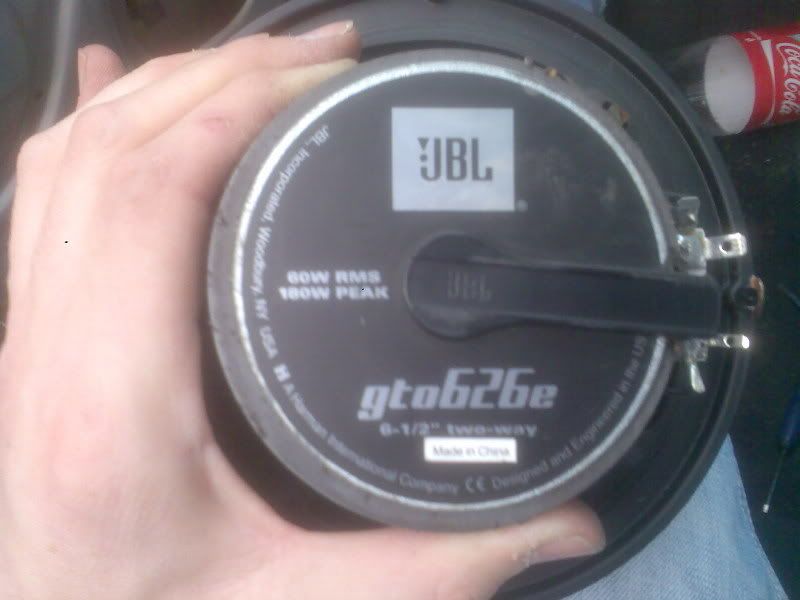 JBL
®
60W RMS
180W PEAK
JBL
gto626e
6-1/2" two-way
Made in China
JBL, Incorporated, Woodbury, NY USA H A Harman International Company CE Designed and Engineered in the US
Coca-Cola